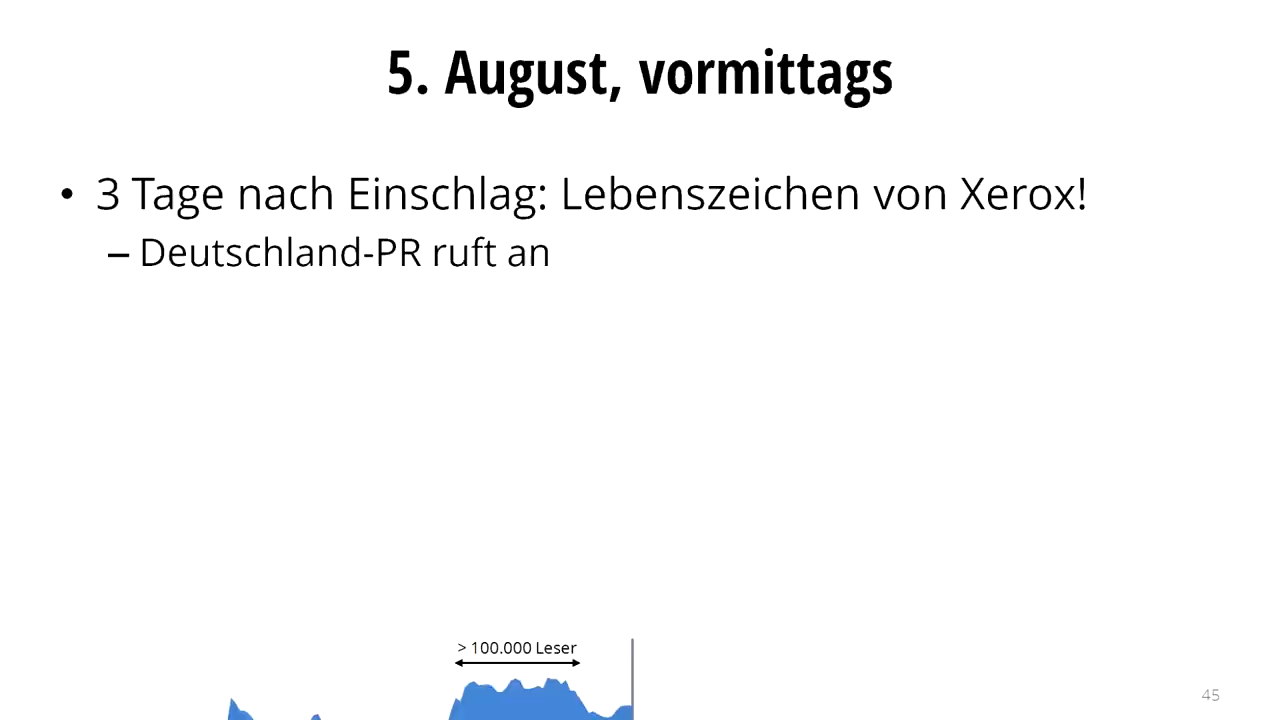 5. August, vormittags
• 3 Tage nach Einschlag: Lebenszeichen von Xerox!
– Deutschland-PR ruft an
> 100.000 Leser
45